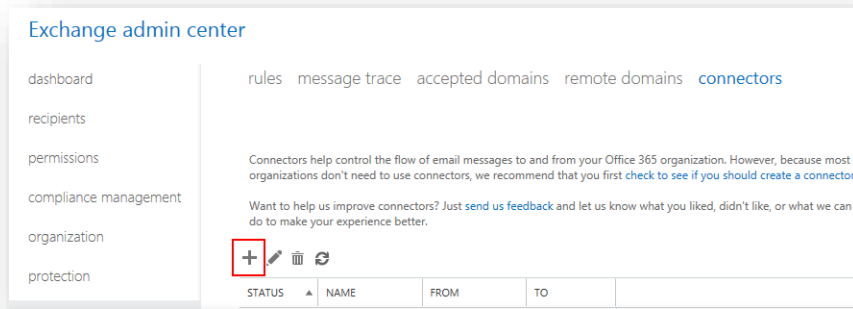 Exchange admin center
dashboard
recipients
permissions
compliance management
organization
protection
rules message trace accepted domains remote domains connectors
Connectors help control the flow of email messages to and from your Office 365 organization. However, because most
organizations don't need to use connectors, we recommend that you first check to see if you should create a connector
Want to help us improve connectors? Just send us feedback and let us know what you liked, didn't like, or what we can
do to make your experience better.
STATUS NAME FROM TO